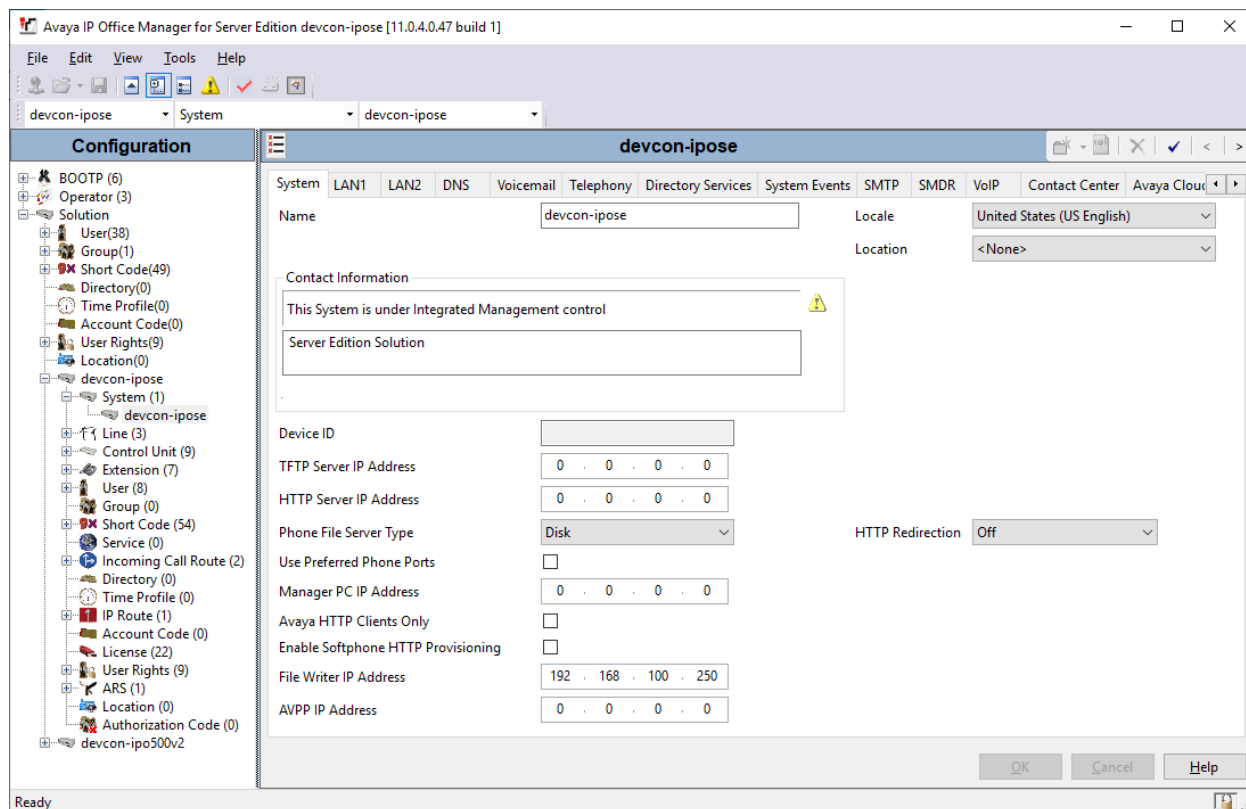 Avaya IP Office Manager for Server Edition devcon-ipose [11.0.4.0.47 build 1]
File Edit View Tools Help
devcon-ipose System devcon-ipose
Configuration
BOOTP (6)
Operator (3)
Solution
User(38)
Group(1)
Short Code(49)
Directory(0)
Time Profile(0)
Account Code(0)
User Rights(9)
Location(0)
devcon-ipose
System (1)
devcon-ipose
Line (3)
Control Unit (9)
Extension (7)
User (8)
Group (0)
Short Code (54)
Service (0)
Incoming Call Route (2)
Directory (0)
Time Profile (0)
IP Route (1)
Account Code (0)
License (22)
User Rights (9)
ARS (1)
Location (0)
Authorization Code (0)
devcon-ipo500v2
devcon-ipose
System LAN1 LAN2 DNS Voicemail Telephony Directory Services System Events SMTP SMDR VoIP Contact Center Avaya Cloud
Name devcon-ipose Locale United States (US English)
Location <None>
Contact Information
This System is under Integrated Management control
Server Edition Solution
Device ID
TFTP Server IP Address 0 . 0 . 0 . 0
HTTP Server IP Address 0 . 0 . 0 . 0
Phone File Server Type Disk HTTP Redirection Off
Use Preferred Phone Ports
Manager PC IP Address 0 . 0 . 0 . 0
Avaya HTTP Clients Only
Enable Softphone HTTP Provisioning
File Writer IP Address 192 . 168 . 100 . 250
AVPP IP Address 0 . 0 . 0 . 0
OK Cancel Help
Ready